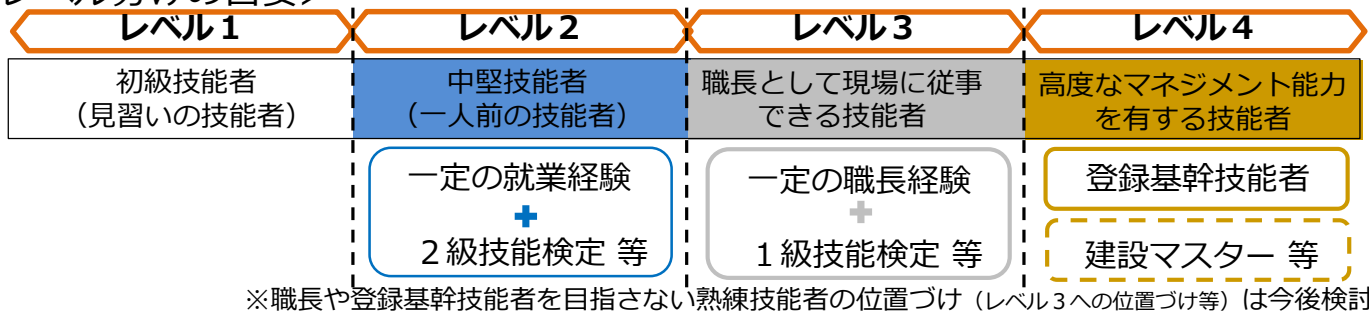 レベル分けの目安＞
レベル１ レベル２ レベル３ レベル４
初級技能者
（見習いの技能者）
中堅技能者
（一人前の技能者）
職長として現場に従事
できる技能者
高度なマネジメント能力
を有する技能者
一定の就業経験
＋
２級技能検定 等
一定の職長経験
＋
１級技能検定 等
登録基幹技能者
建設マスター 等
※職長や登録基幹技能者を目指さない熟練技能者の位置づけ（レベル３への位置づけ等）は今後検討